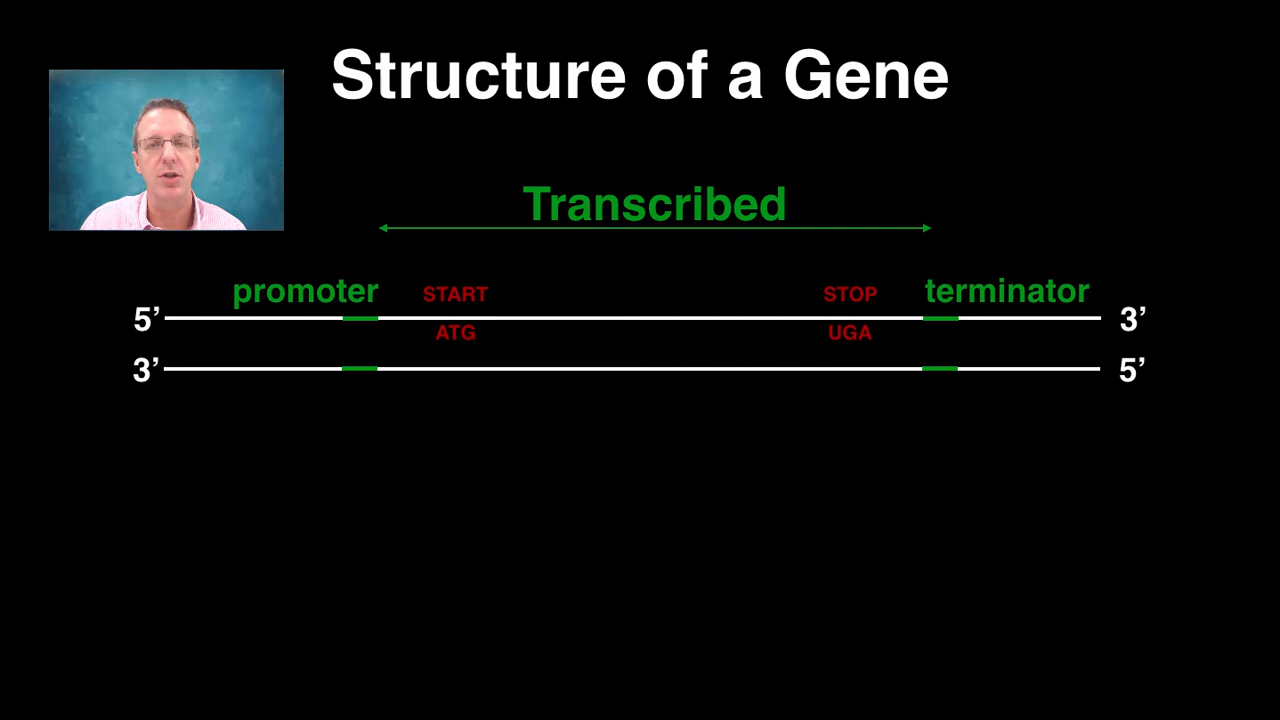 Structure of a Gene
Transcribed
promoter START STOP terminator
5’ 3’
ATG UGA
3’ 5’